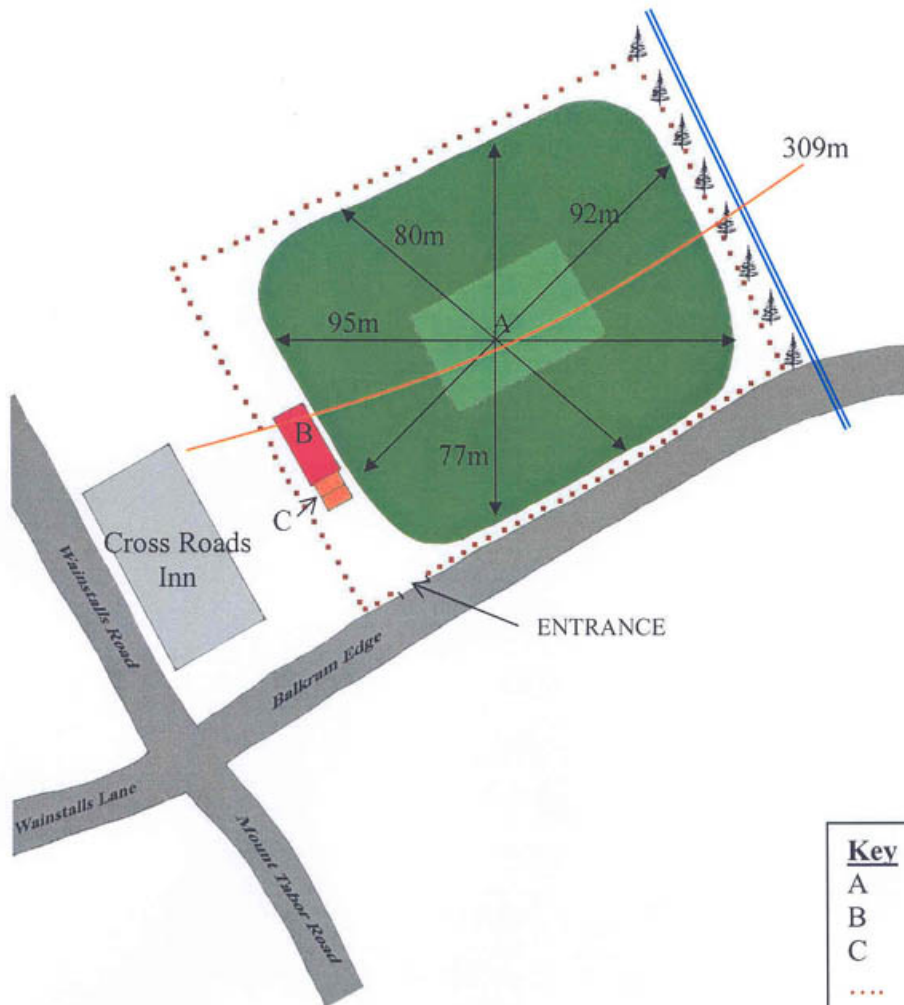 309m
92m
80m
A
95m
B
77m
C
Cross Roads
Inn
Wainstalls Road
ENTRANCE
Balkram Edge
Wainstalls Lane
Mount Tabor Road
Key
A
B
C
....